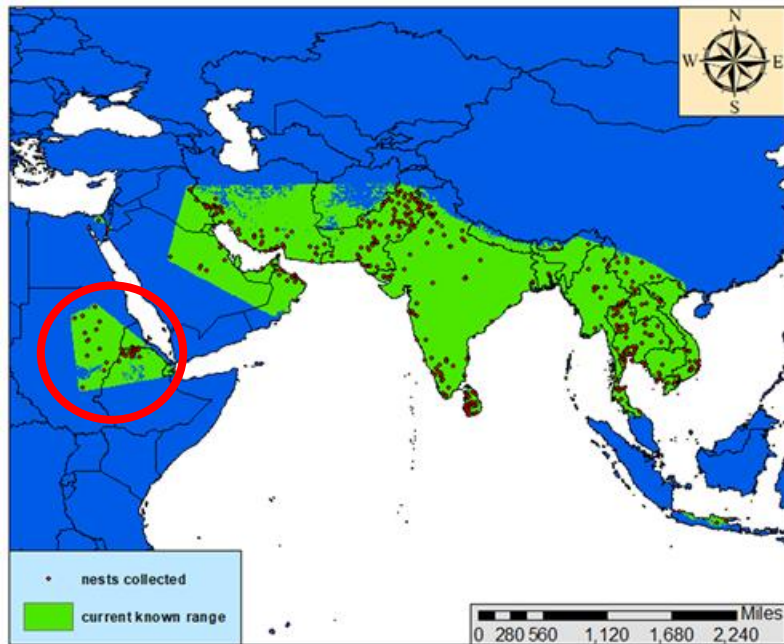 N
W E
S
nests collected
current known range
Miles
0 280 560 1,120 1,680 2,240